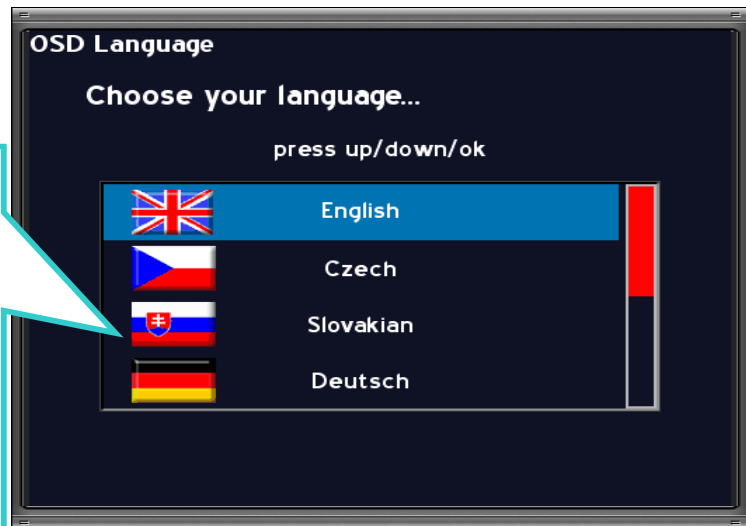 OSD Language
Choose your language...
press up/down/ok
English
Czech
Slovakian
Deutsch